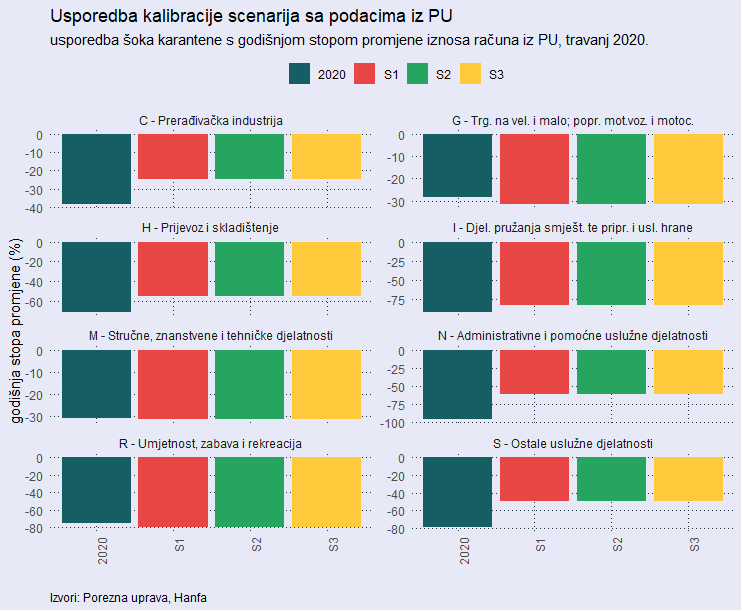 Usporedba kalibracije scenarija sa podacima iz PU
usporedba šoka karantene s godišnjom stopom promjene iznosa računa iz PU, travanj 2020.
2020 S1 S2 S3
C - Prerađivačka industrija
0
-10
-20
-30
-40
G - Trg. na vel. i malo; popr. mot.voz. i motoc.
0
-10
-20
-30
H - Prijevoz i skladištenje
0
-20
-40
-60
I - Djel. pružanja smješt. te pripr. i usl. hrane
0
-25
-50
-75
godišnja stopa promjene (%)
M - Stručne, znanstvene i tehničke djelatnosti
0
-10
-20
-30
N - Administrativne i pomoćne uslužne djelatnosti
0
-25
-50
-75
-100
R - Umjetnost, zabava i rekreacija
0
-20
-40
-60
-80
S - Ostale uslužne djelatnosti
0
-20
-40
-60
-80
2020 S1 S2 S3
2020 S1 S2 S3
Izvori: Porezna uprava, Hanfa